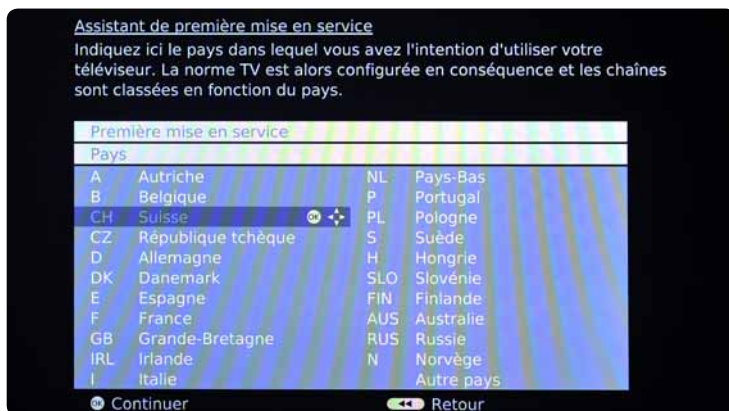 Assistant de première mise en service
Indiquez ici le pays dans lequel vous avez l'intention d'utiliser votre
téléviseur. La norme TV est alors configurée en conséquence et les chaînes
sont classées en fonction du pays.
Première mise en service
Pays
A Autriche NL Pays-Bas
B Belgique P Portugal
CH Suisse OK PL Pologne
CZ République tchèque S Suède
D Allemagne H Hongrie
DK Danemark SLO Slovénie
E Espagne FIN Finlande
F France AUS Australie
GB Grande-Bretagne RUS Russie
IRL Irlande N Norvège
I Italie Autre pays
OK Continuer Retour